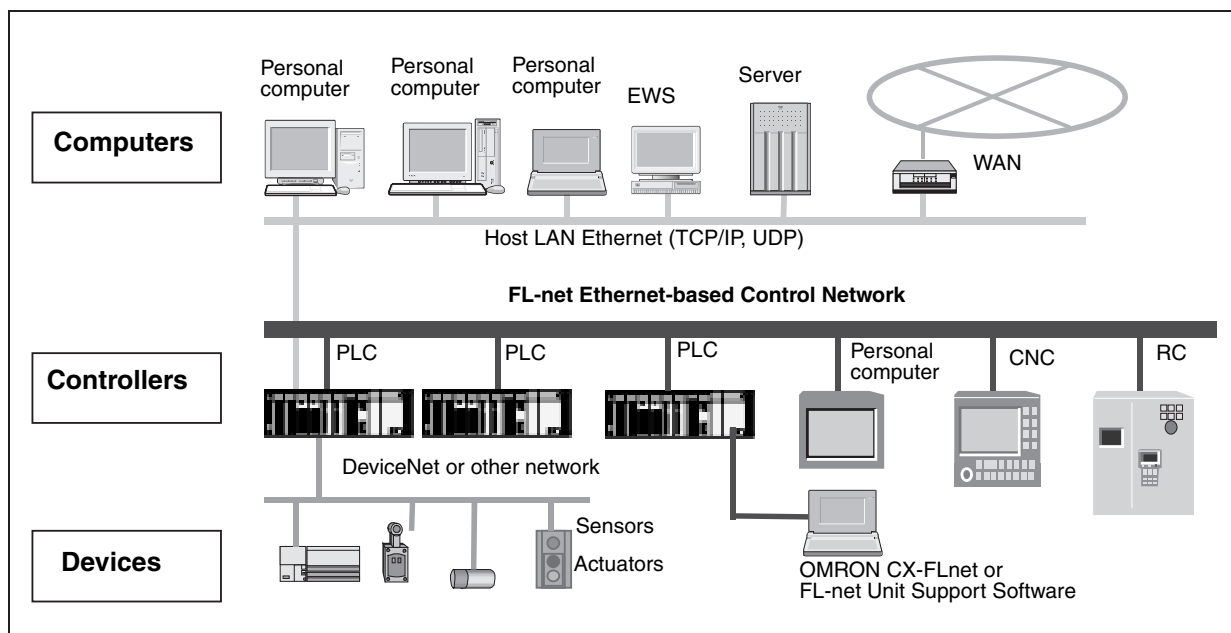 Computers
Personal
computer
Personal
computer
Personal
computer
EWS
Server
WAN
Host LAN Ethernet (TCP/IP, UDP)
FL-net Ethernet-based Control Network
Controllers
PLC
PLC
PLC
Personal
computer
CNC
RC
DeviceNet or other network
Devices
Sensors
Actuators
OMRON CX-FLnet or
FL-net Unit Support Software